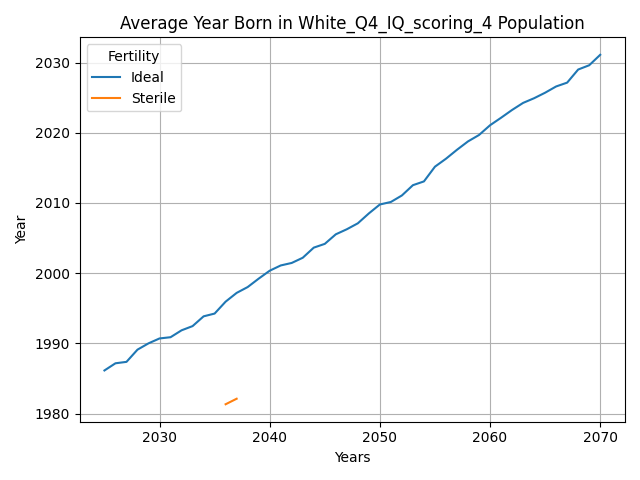 Average Year Born in White_Q4_IQ_scoring_4 Population
Fertility
Ideal
Sterile
Year
2030
2020
2010
2000
1990
1980
2030 2040 2050 2060 2070
Years